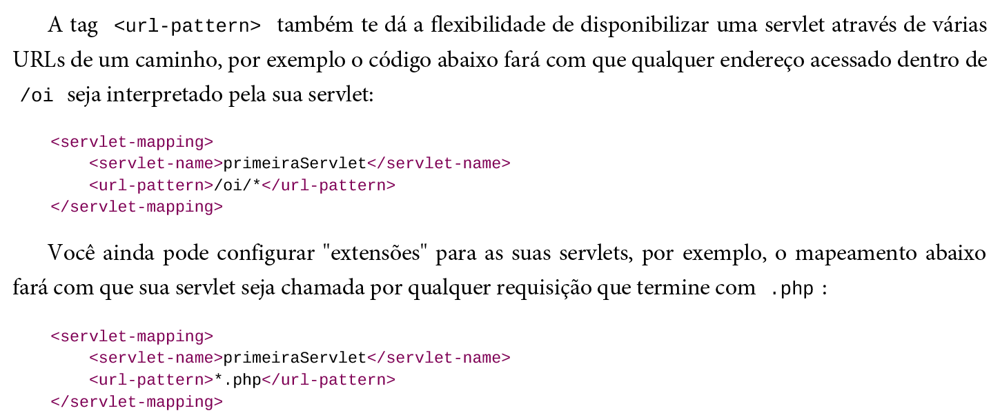 A tag <url-pattern> também te dá a flexibilidade de disponibilizar uma servlet através de várias
URLs de um caminho, por exemplo o código abaixo fará com que qualquer endereço acessado dentro de
/oi seja interpretado pela sua servlet:
<servlet-mapping>
    <servlet-name>primeiraServlet</servlet-name>
    <url-pattern>/oi/*</url-pattern>
</servlet-mapping>
Você ainda pode configurar "extensões" para as suas servlets, por exemplo, o mapeamento abaixo
fará com que sua servlet seja chamada por qualquer requisição que termine com .php :
<servlet-mapping>
    <servlet-name>primeiraServlet</servlet-name>
    <url-pattern>*.php</url-pattern>
</servlet-mapping>